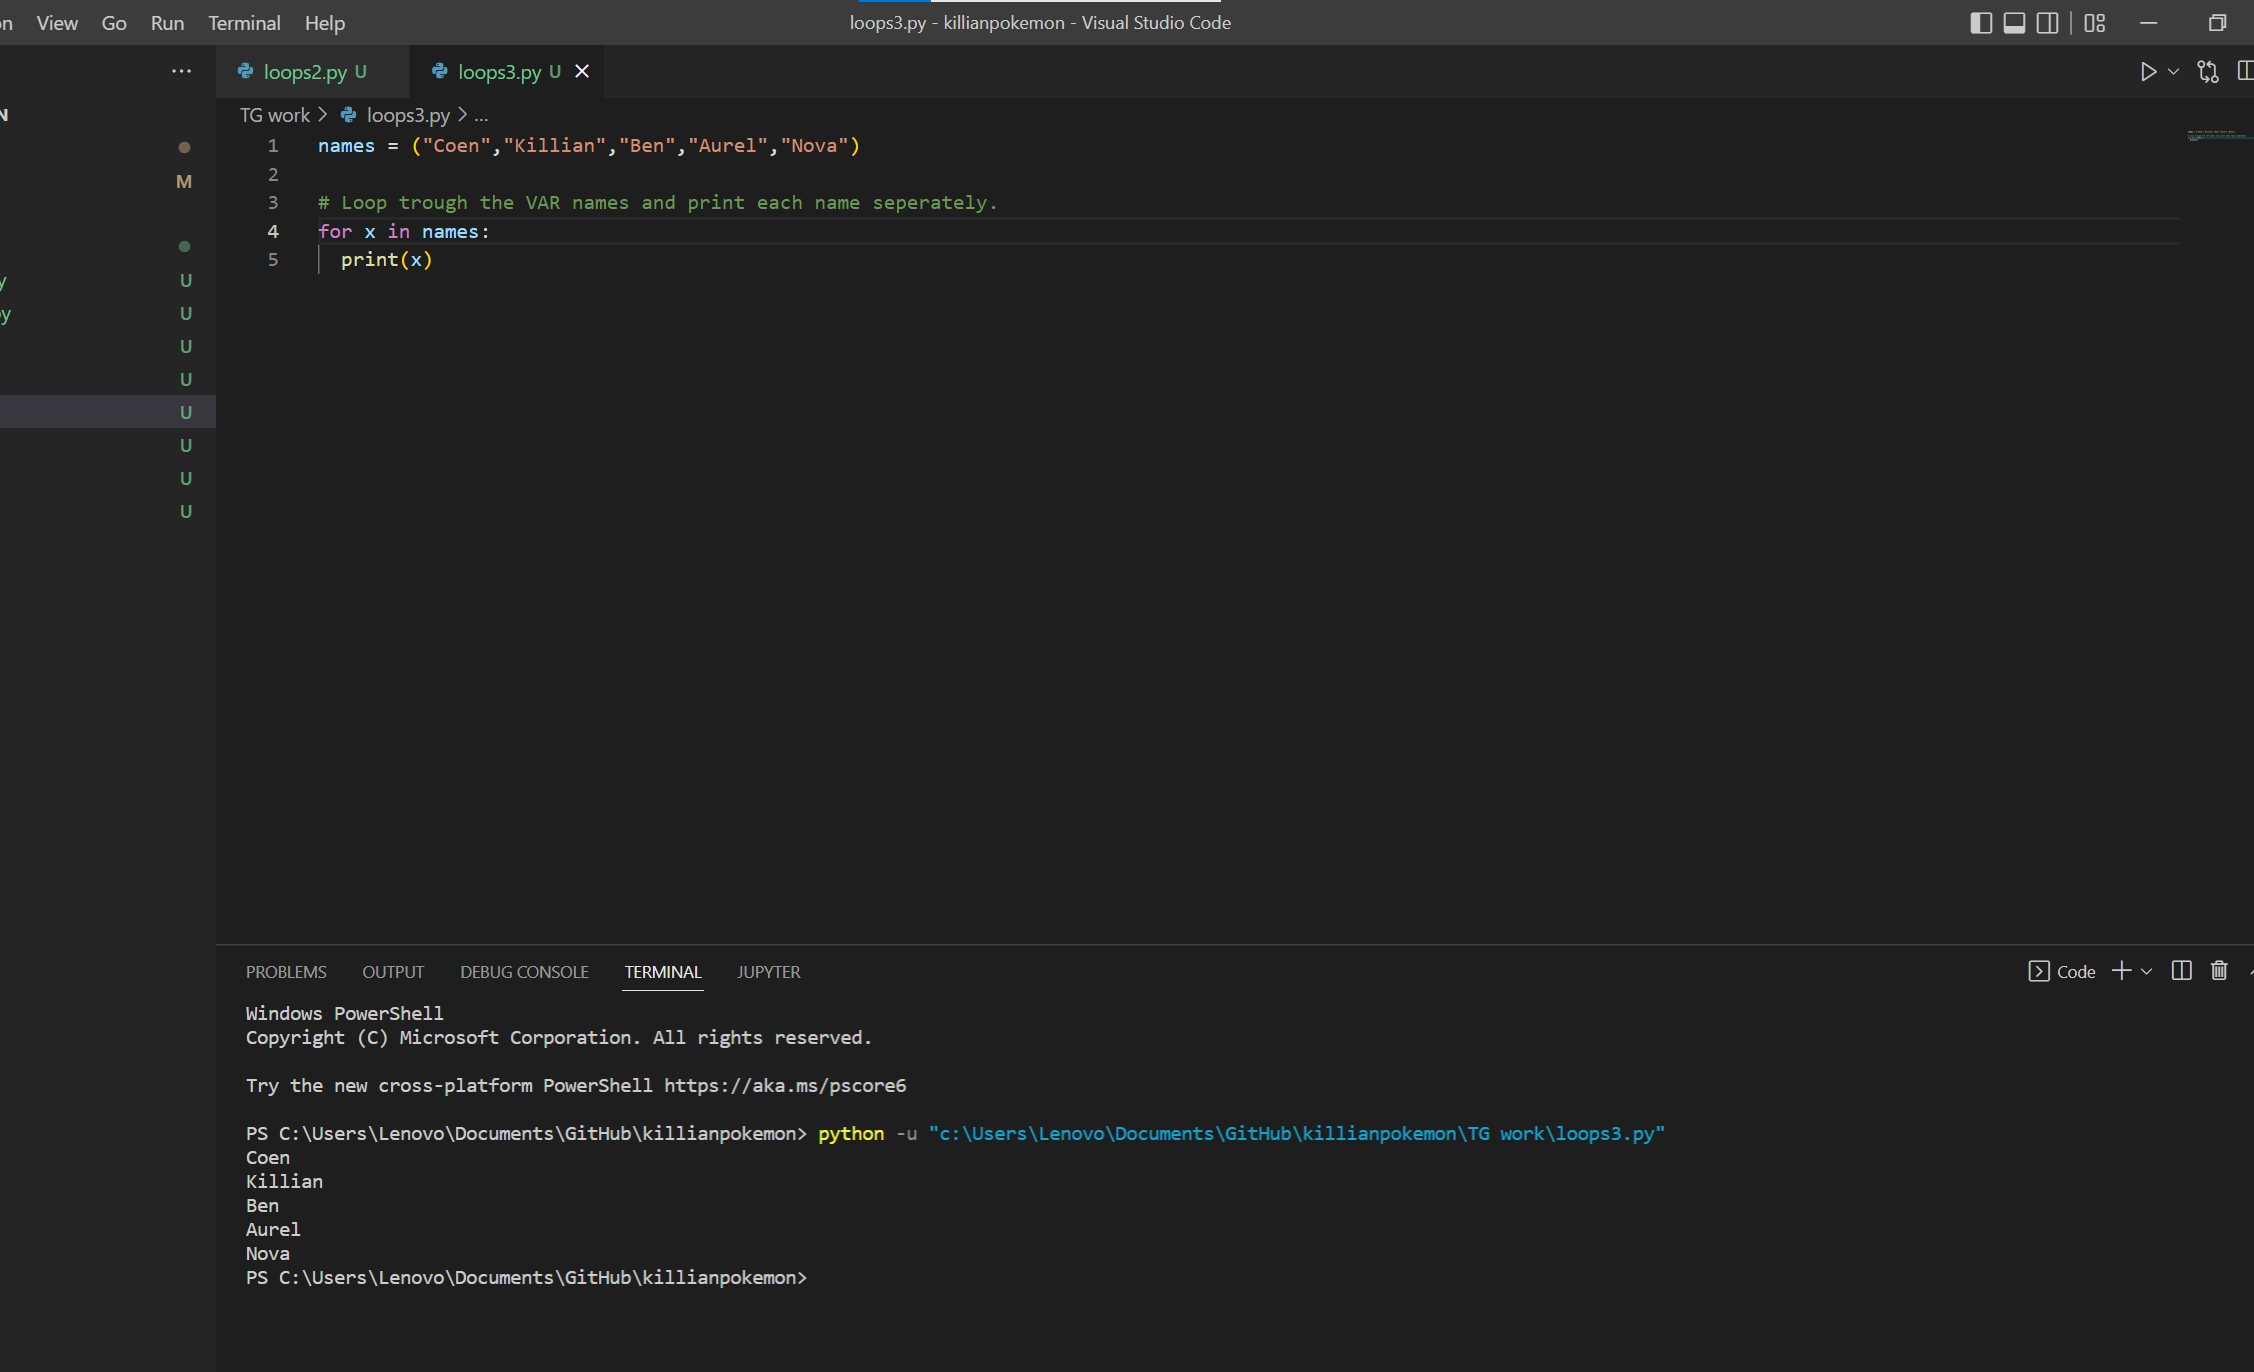 on View Go Run Terminal Help loops3.py - killianpokemon - Visual Studio Code
··· loops2.py U loops3.py U
N TG work > loops3.py > ...
M
y U
py U
U
U
U
U
U
U
1 names = ("Coen","Killian","Ben","Aurel","Nova")
2
3 # Loop trough the VAR names and print each name seperately.
4 for x in names:
5 print(x)
PROBLEMS OUTPUT DEBUG CONSOLE TERMINAL JUPYTER Code
Windows PowerShell
Copyright (C) Microsoft Corporation. All rights reserved.
Try the new cross-platform PowerShell https://aka.ms/pscore6
PS C:\Users\Lenovo\Documents\GitHub\killianpokemon> python -u "c:\Users\Lenovo\Documents\GitHub\killianpokemon\TG work\loops3.py"
Coen
Killian
Ben
Aurel
Nova
PS C:\Users\Lenovo\Documents\GitHub\killianpokemon>